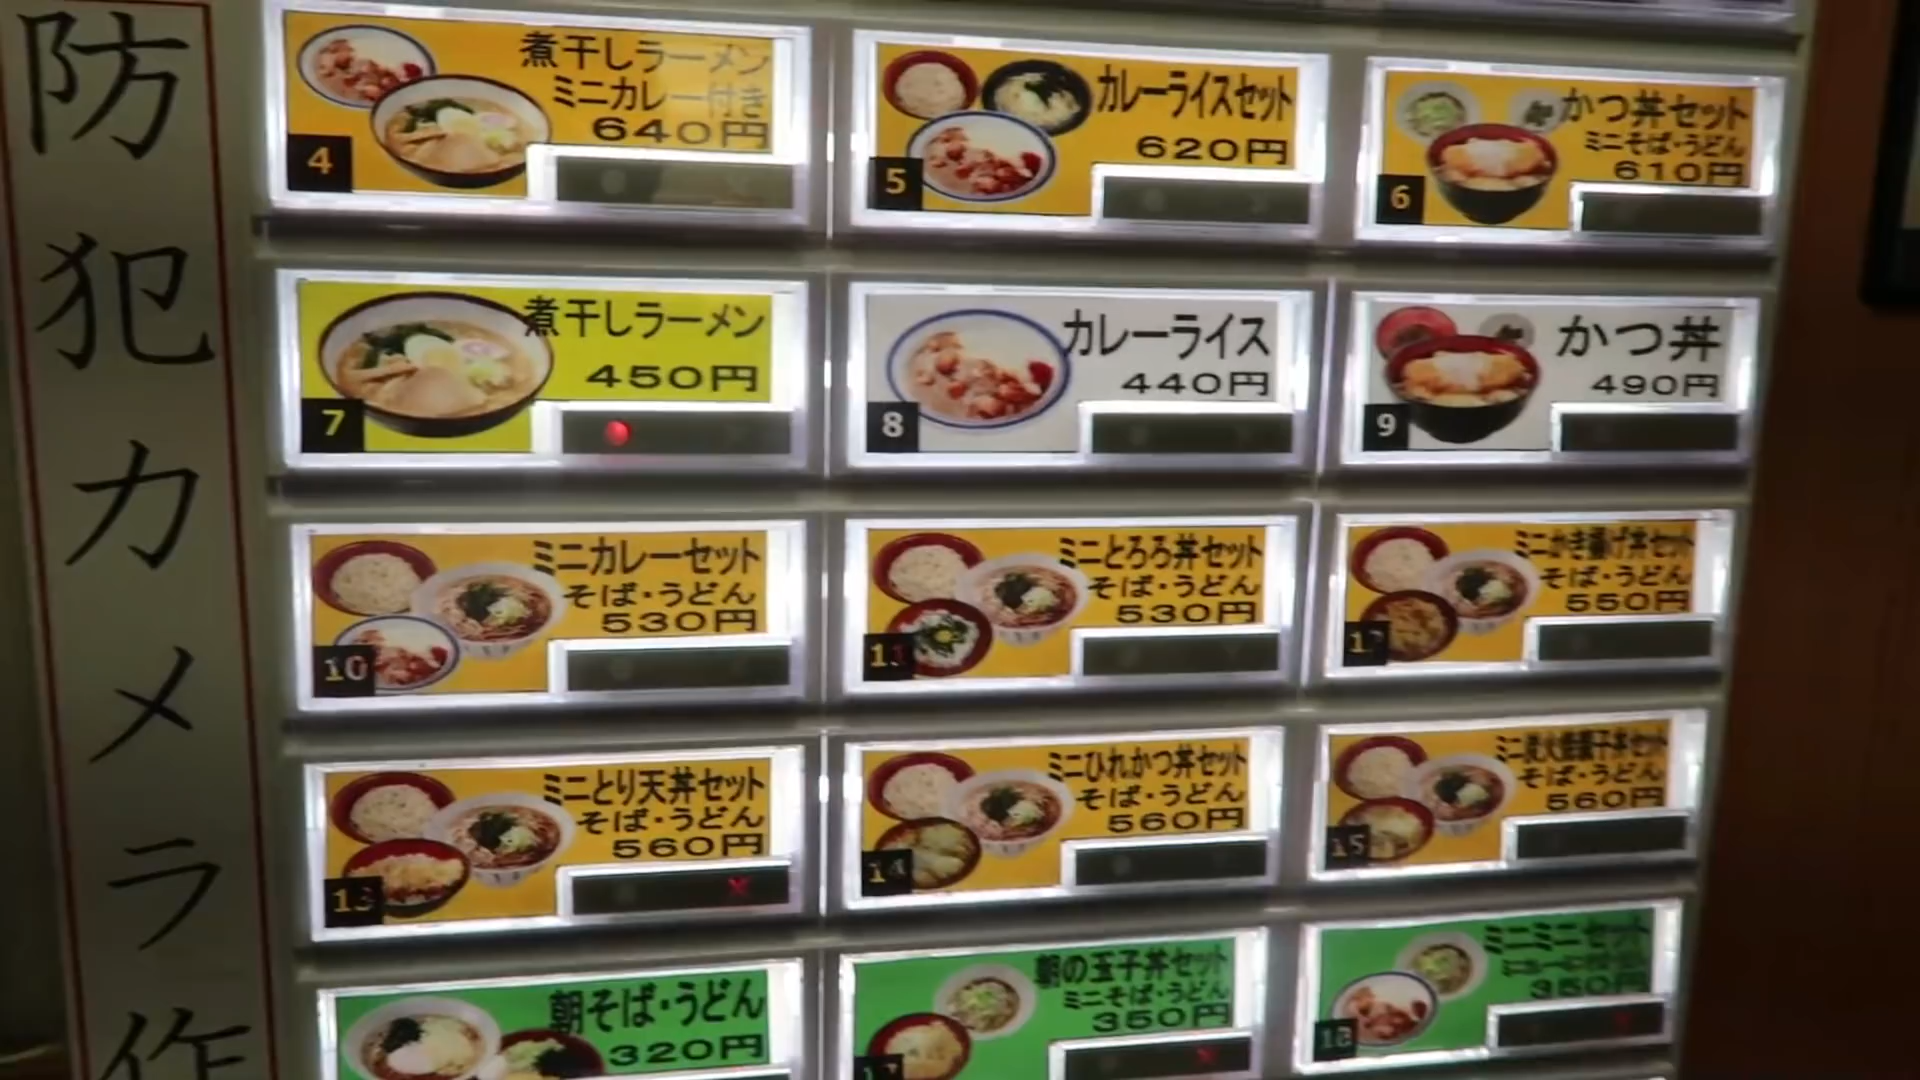 防犯カメラ作
煮干しラーメン
ミニカレー付き
640円
4
カレーライスセット
620円
5
かつ丼セット
ミニそば・うどん
610円
6
煮干しラーメン
450円
7
カレーライス
440円
8
かつ丼
490円
9
ミニカレーセット
そば・うどん
530円
10
ミニとろろ丼セット
そば・うどん
530円
11
ミニかき揚げ丼セット
そば・うどん
550円
12
ミニとり天丼セット
そば・うどん
560円
13
ミニひれかつ丼セット
そば・うどん
560円
14
そば・うどん
560円
15
朝そば・うどん
320円
朝の玉子丼セット
ミニそば・うどん
350円
17
ミニミニセット
350円
18